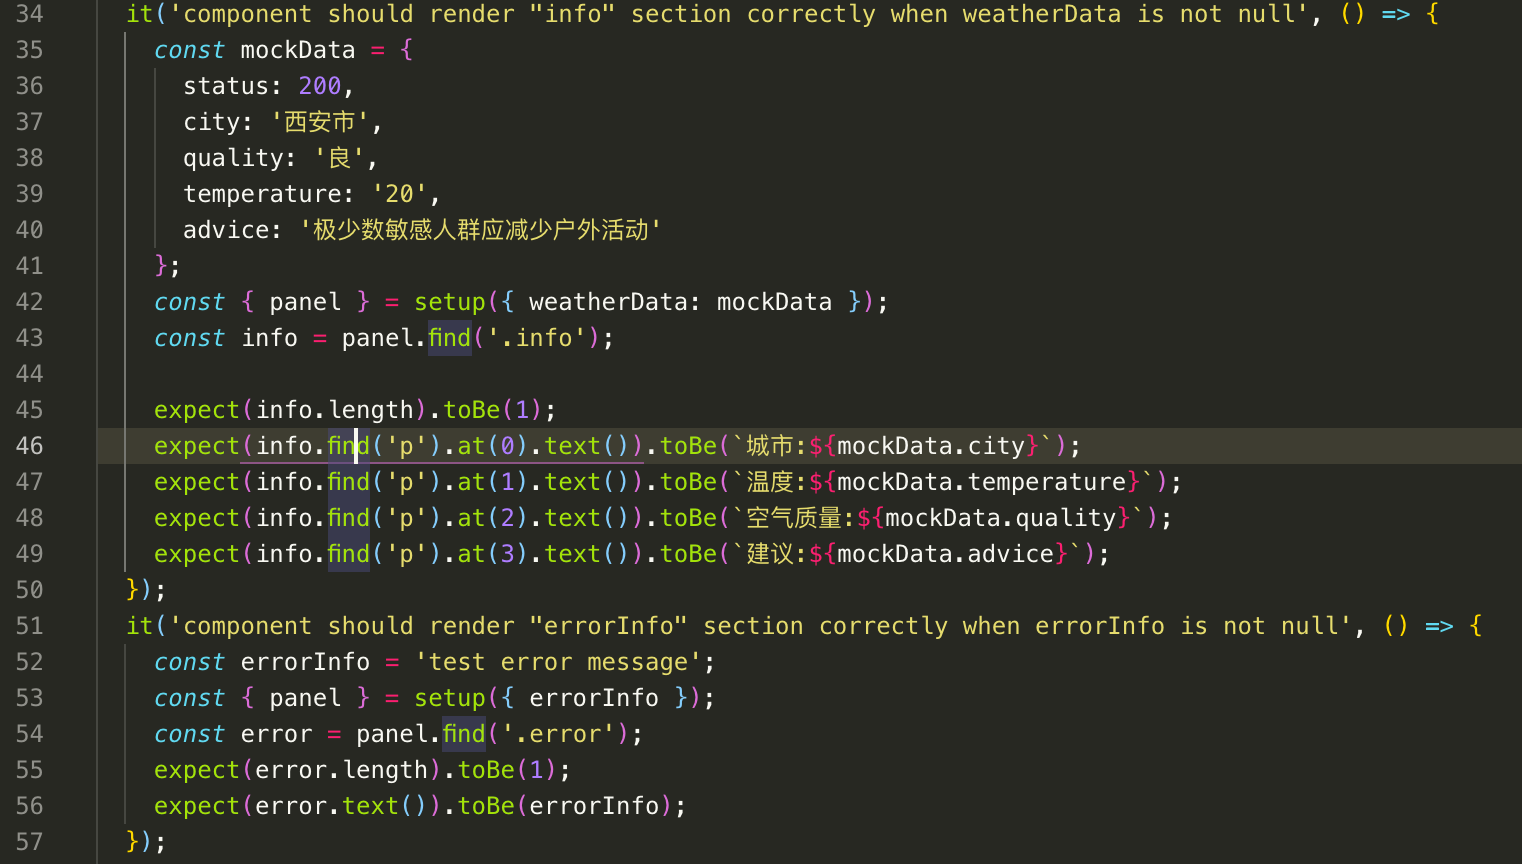 34 it('component should render "info" section correctly when weatherData is not null', () => {
35 const mockData = {
36 status: 200,
37 city: '西安市',
38 quality: '良',
39 temperature: '20',
40 advice: '极少数敏感人群应减少户外活动'
41 };
42 const { panel } = setup({ weatherData: mockData });
43 const info = panel.find('.info');
44
45 expect(info.length).toBe(1);
46 expect(info.find('p').at(0).text()).toBe(`城市:${mockData.city}`);
47 expect(info.find('p').at(1).text()).toBe(`温度:${mockData.temperature}`);
48 expect(info.find('p').at(2).text()).toBe(`空气质量:${mockData.quality}`);
49 expect(info.find('p').at(3).text()).toBe(`建议:${mockData.advice}`);
50 });
51 it('component should render "errorInfo" section correctly when errorInfo is not null', () => {
52 const errorInfo = 'test error message';
53 const { panel } = setup({ errorInfo });
54 const error = panel.find('.error');
55 expect(error.length).toBe(1);
56 expect(error.text()).toBe(errorInfo);
57 });